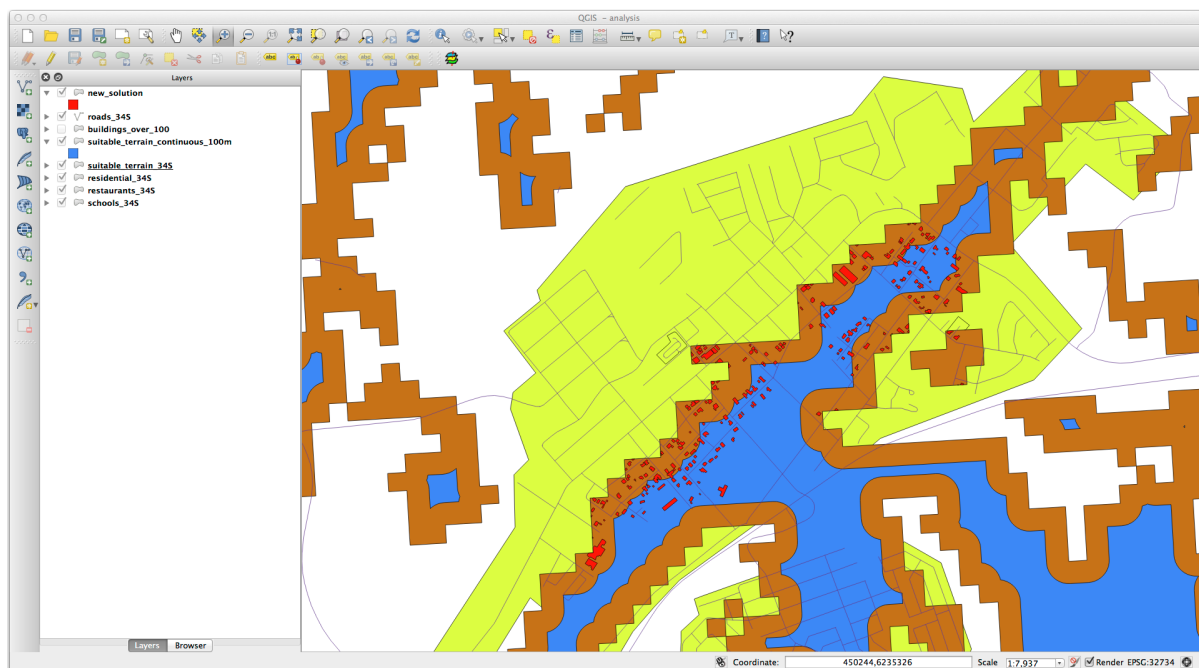 QGIS - analysis
Layers
new_solution
roads_34S
buildings_over_100
suitable_terrain_continuous_100m
suitable_terrain_34S
residential_34S
restaurants_34S
schools_34S
Layers Browser
Coordinate: 450244,6235326 Scale 1:7,937 Render EPSG:32734